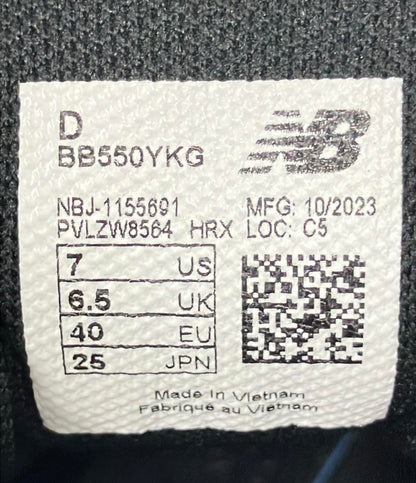 D
BB550YKG
NB
NBJ-1155691 MFG: 10/2023
PVLZW8564 HRX LOC: C5
7 US
6.5 UK
40 EU
25 JPN
Made in Vietnam
Fabriqué au Vietnam